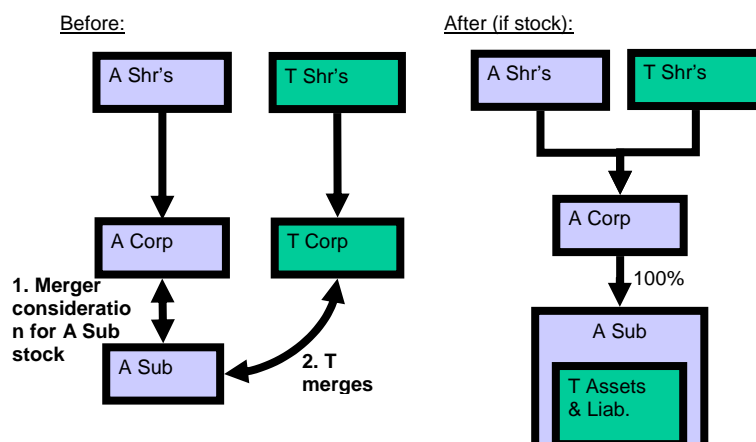 Before:
After (if stock):
A Shr's
T Shr's
A Shr's
T Shr's
A Corp
T Corp
A Corp
1. Merger
consideratio
n for A Sub
stock
100%
A Sub
2. T
merges
A Sub
T Assets
& Liab.